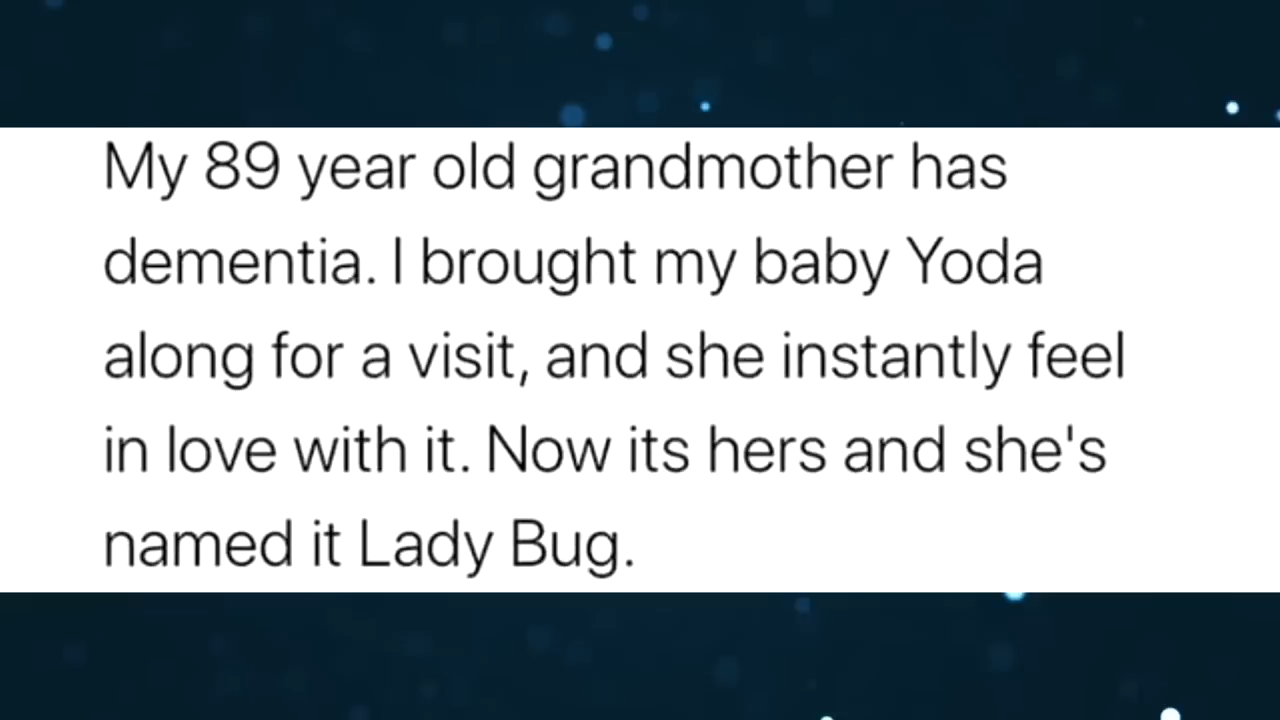 My 89 year old grandmother has
dementia. I brought my baby Yoda
along for a visit, and she instantly feel
in love with it. Now its hers and she's
named it Lady Bug.